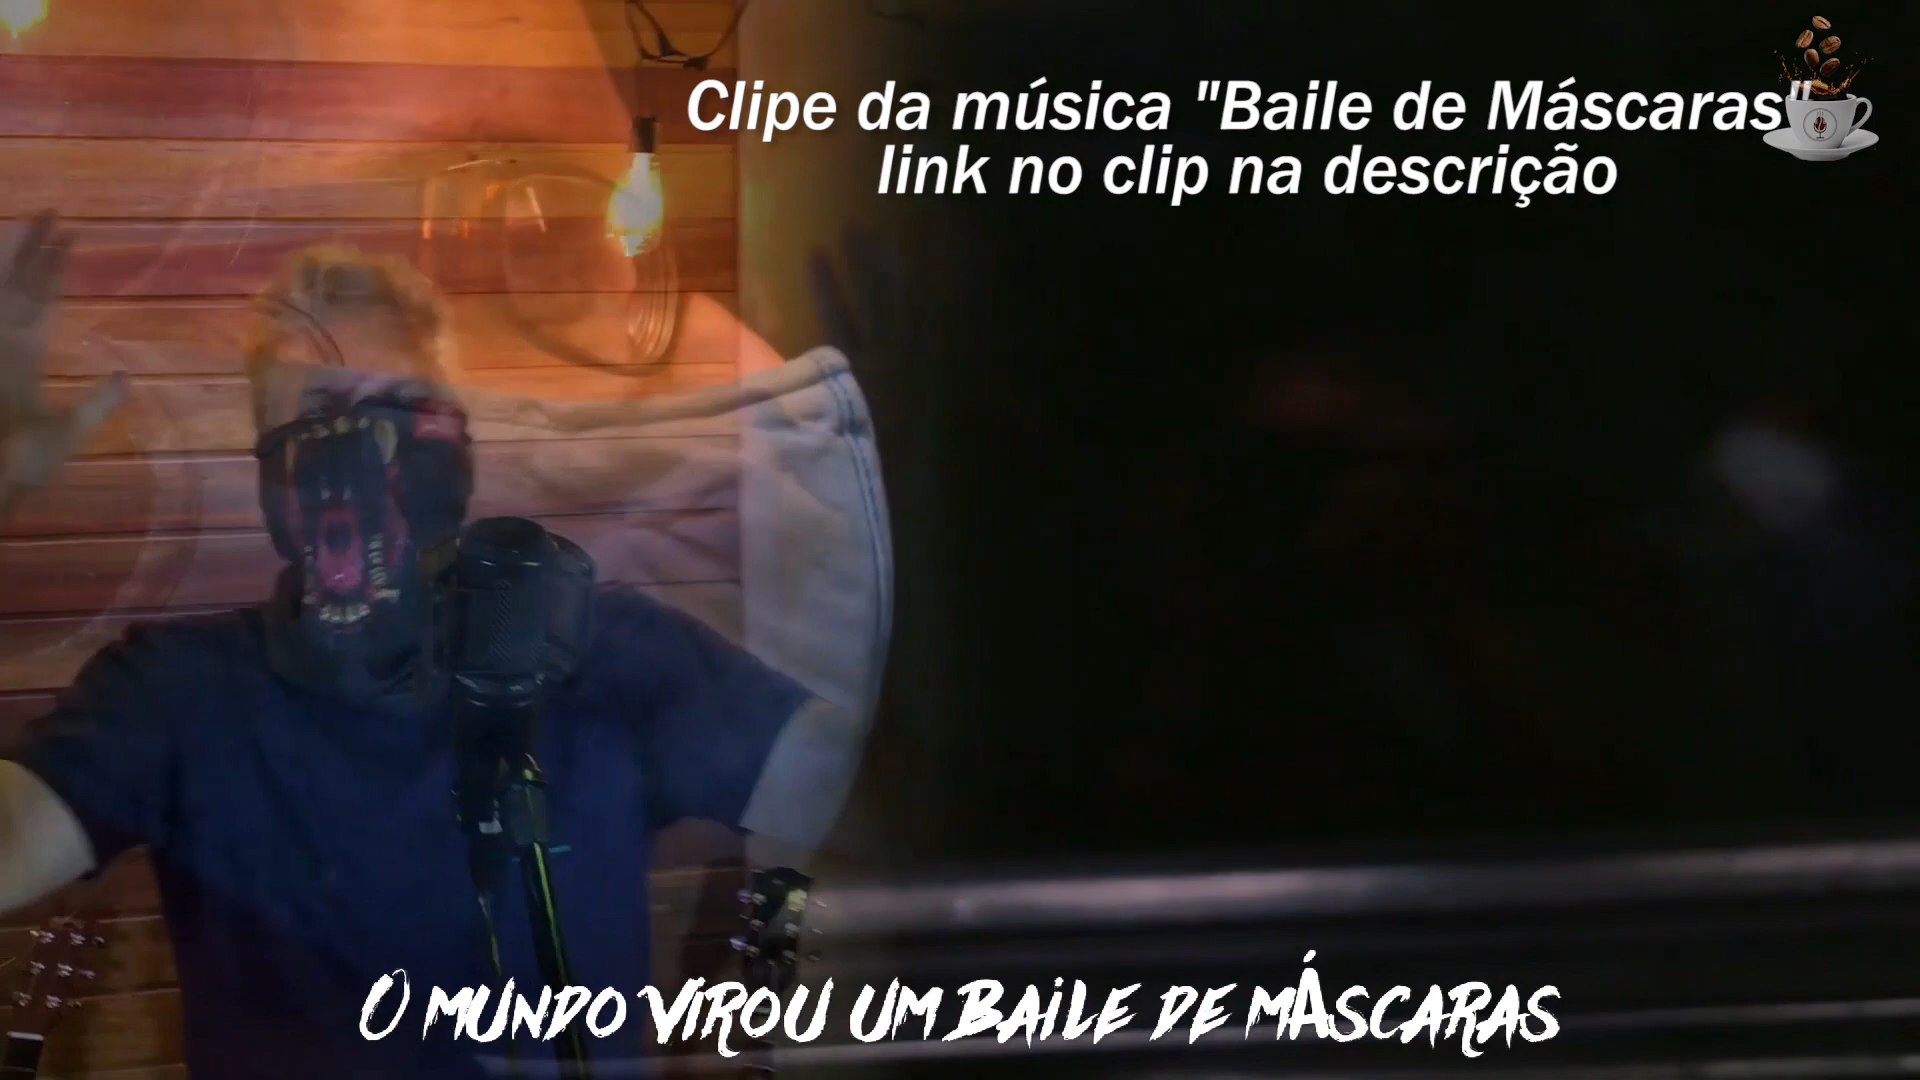 Clipe da música "Baile de Máscaras"
link no clip na descrição
O mundo virou um baile de máscaras